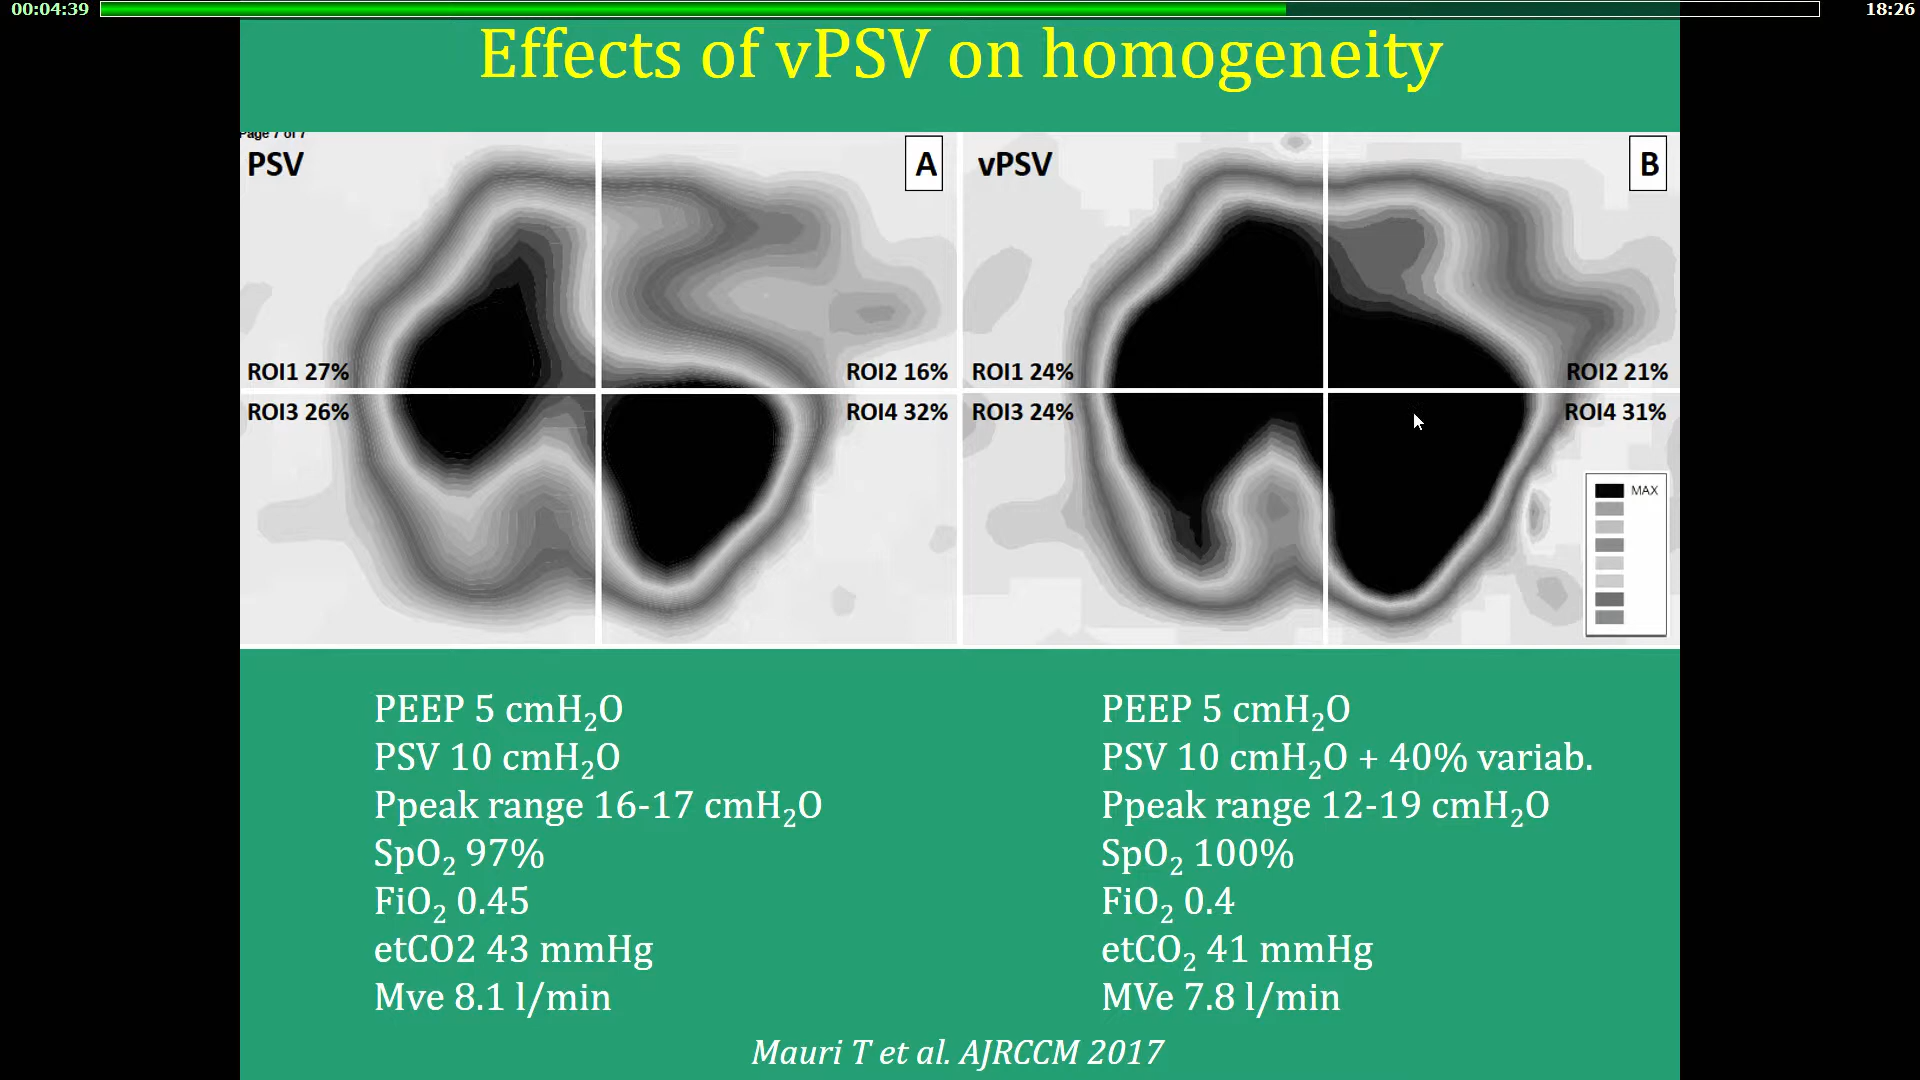 00:04:39
18:26
Effects of vPSV on homogeneity
Page 7 of 7
PSV
A
vPSV
B
ROI1 27%
ROI2 16%
ROI1 24%
ROI2 21%
ROI3 26%
ROI4 32%
ROI3 24%
ROI4 31%
MAX
PEEP 5 cmH₂O
PSV 10 cmH₂O
Ppeak range 16-17 cmH₂O
SpO₂ 97%
FiO₂ 0.45
etCO2 43 mmHg
Mve 8.1 l/min
PEEP 5 cmH₂O
PSV 10 cmH₂O + 40% variab.
Ppeak range 12-19 cmH₂O
SpO₂ 100%
FiO₂ 0.4
etCO₂ 41 mmHg
MVe 7.8 l/min
Mauri T et al. AJRCCM 2017